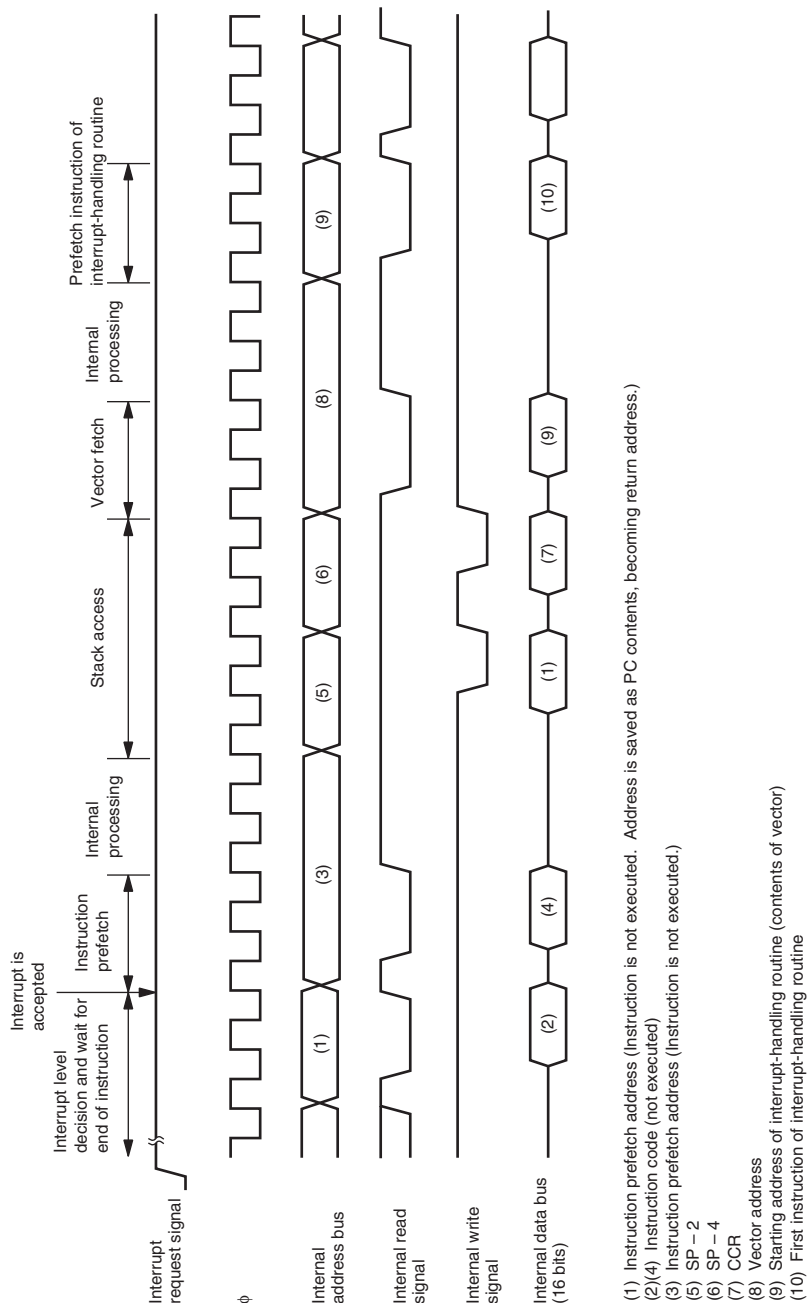 Interrupt is
accepted
Interrupt level
decision and wait for
end of instruction
Instruction
prefetch
Internal
processing
Stack access
Vector fetch
Internal
processing
Prefetch instruction of
interrupt-handling routine
Interrupt
request signal
φ
Internal
address bus
(1)
(3)
(5)
(6)
(8)
(9)
Internal read
signal
Internal write
signal
Internal data bus
(16 bits)
(2)
(4)
(1)
(7)
(9)
(10)
(1) Instruction prefetch address (Instruction is not executed. Address is saved as PC contents, becoming return address.)
(2)(4) Instruction code (not executed)
(3) Instruction prefetch address (Instruction is not executed.)
(5) SP – 2
(6) SP – 4
(7) CCR
(8) Vector address
(9) Starting address of interrupt-handling routine (contents of vector)
(10) First instruction of interrupt-handling routine